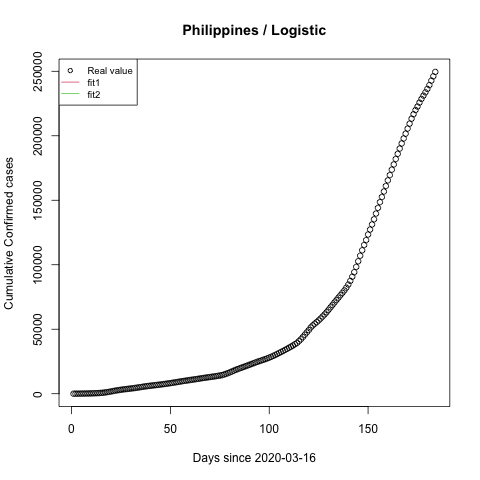 Philippines / Logistic
Real value
fit1
fit2
Cumulative Confirmed cases
250000
200000
150000
100000
50000
0
0 50 100 150
Days since 2020-03-16